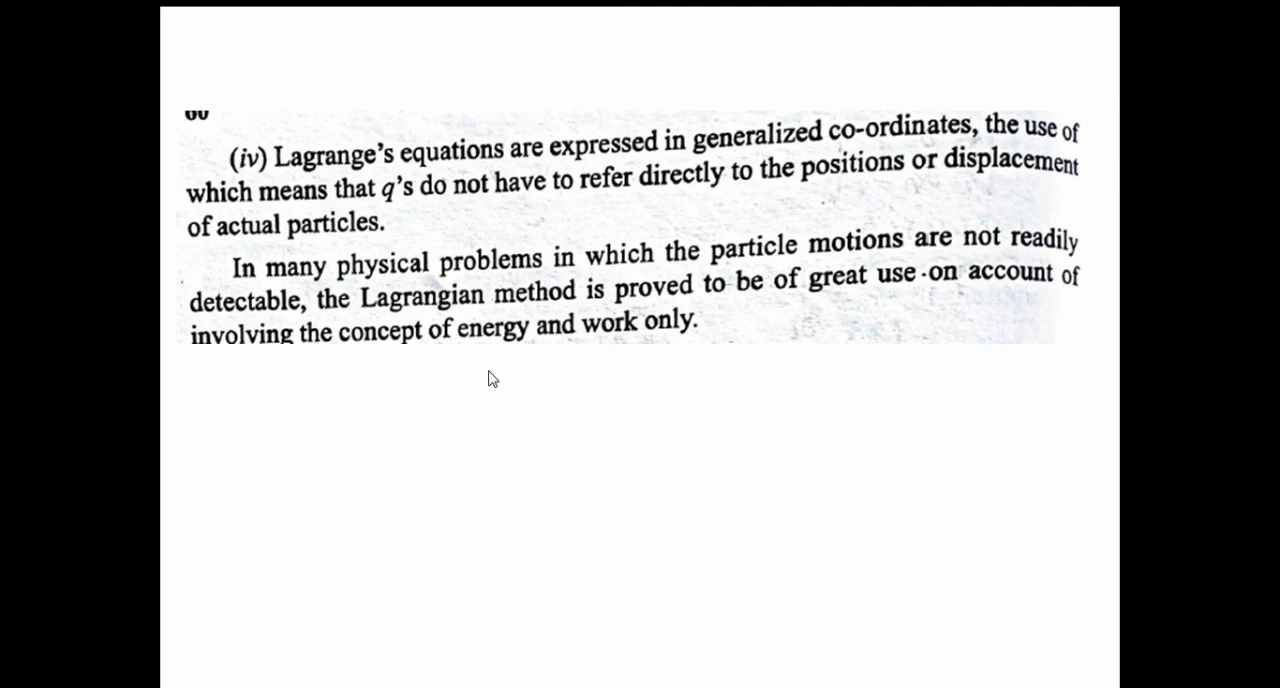 (iv) Lagrange's equations are expressed in generalized co-ordinates, the use of
which means that q's do not have to refer directly to the positions or displacement
of actual particles.
In many physical problems in which the particle motions are not readily
detectable, the Lagrangian method is proved to be of great use on account of
involving the concept of energy and work only.